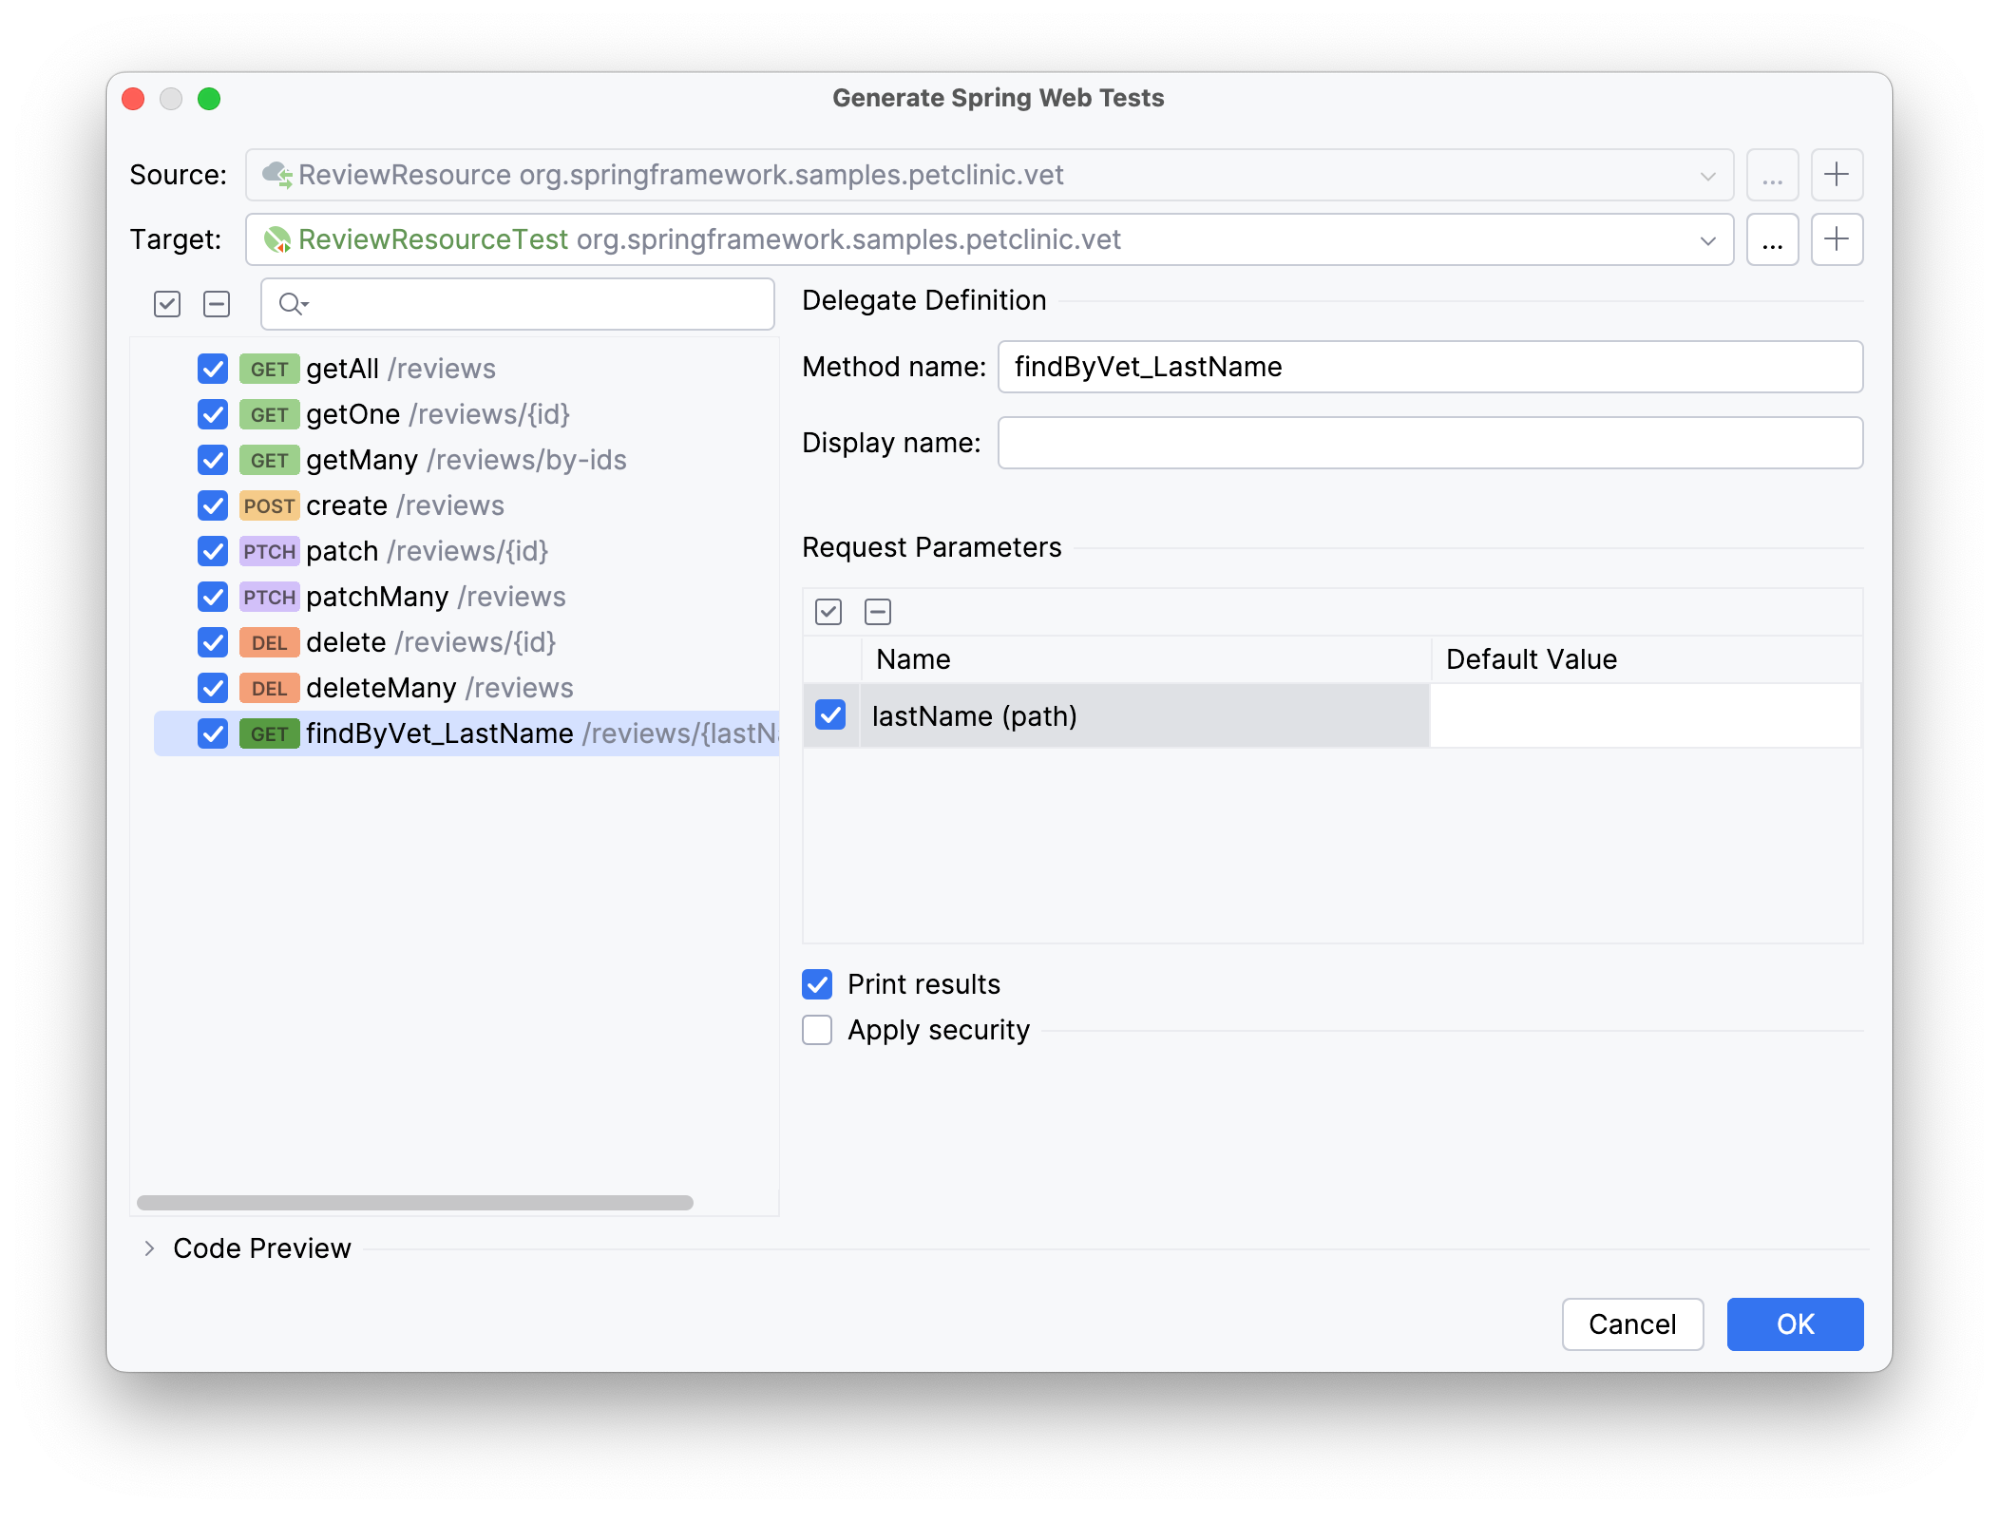 Generate Spring Web Tests
Source: ReviewResource org.springframework.samples.petclinic.vet ...
Target: ReviewResourceTest org.springframework.samples.petclinic.vet ...
GET getAll /reviews
GET getOne /reviews/{id}
GET getMany /reviews/by-ids
POST create /reviews
PTCH patch /reviews/{id}
PTCH patchMany /reviews
DEL delete /reviews/{id}
DEL deleteMany /reviews
GET findByVet_LastName /reviews/{lastN
Delegate Definition
Method name: findByVet_LastName
Display name:
Request Parameters
Name Default Value
lastName (path)
Print results
Apply security
Code Preview
Cancel OK